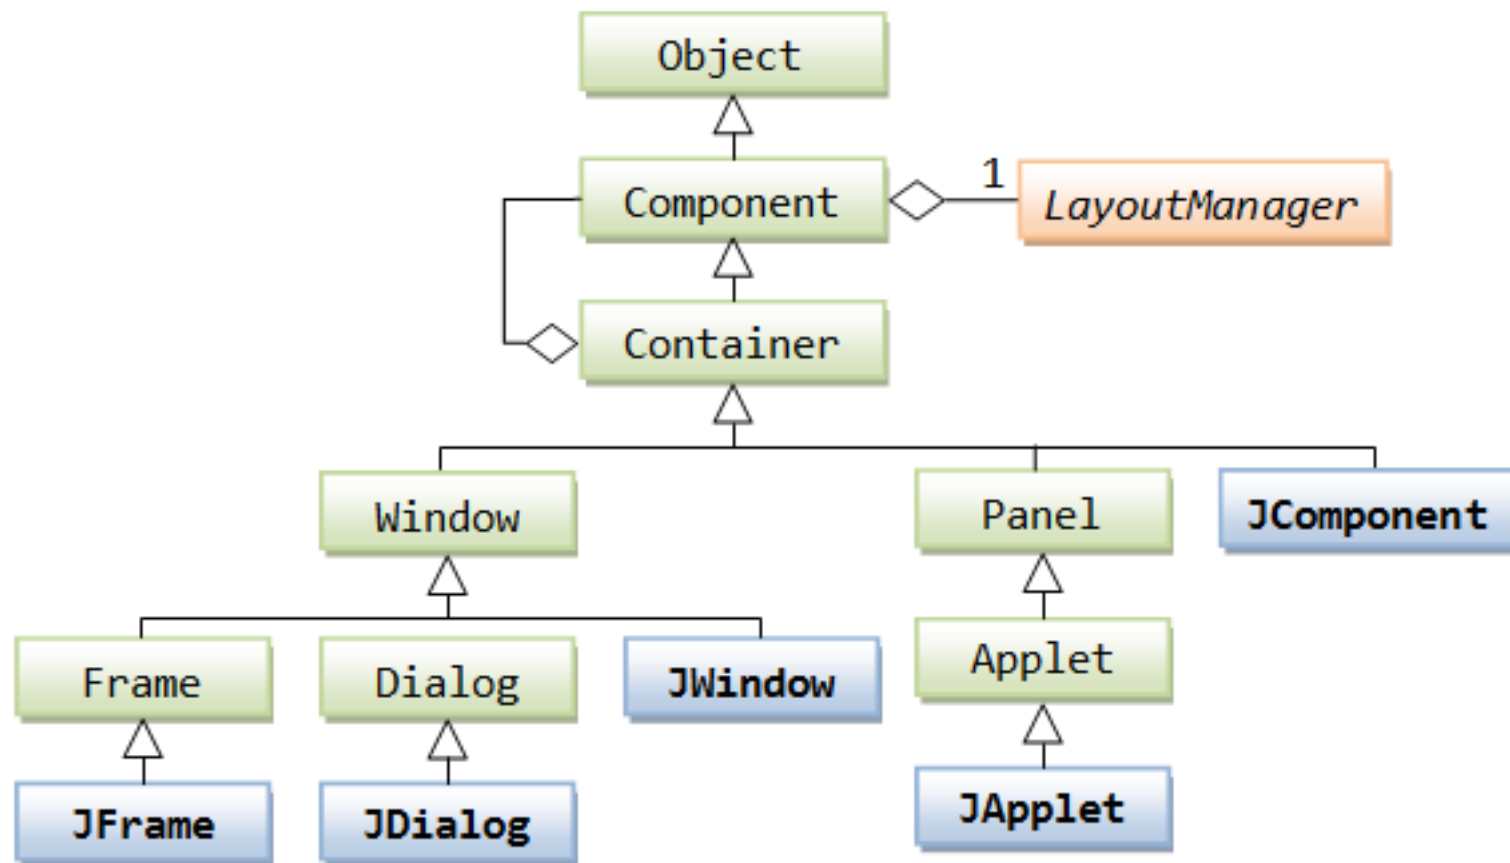 Object
Component
1
LayoutManager
Container
Window
Panel
JComponent
Frame
Dialog
JWindow
Applet
JFrame
JDialog
JApplet